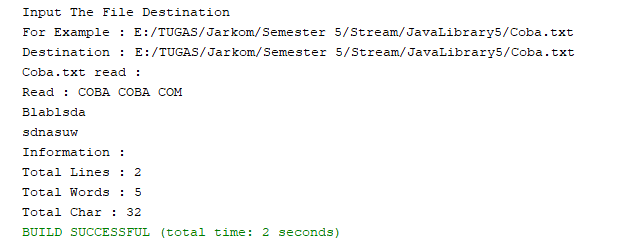 Input The File Destination
For Example : E:/TUGAS/Jarkom/Semester 5/Stream/JavaLibrary5/Coba.txt
Destination : E:/TUGAS/Jarkom/Semester 5/Stream/JavaLibrary5/Coba.txt
Coba.txt read :
Read : COBA COBA COM
Blablsda
sdnasuw
Information :
Total Lines : 2
Total Words : 5
Total Char : 32
BUILD SUCCESSFUL (total time: 2 seconds)